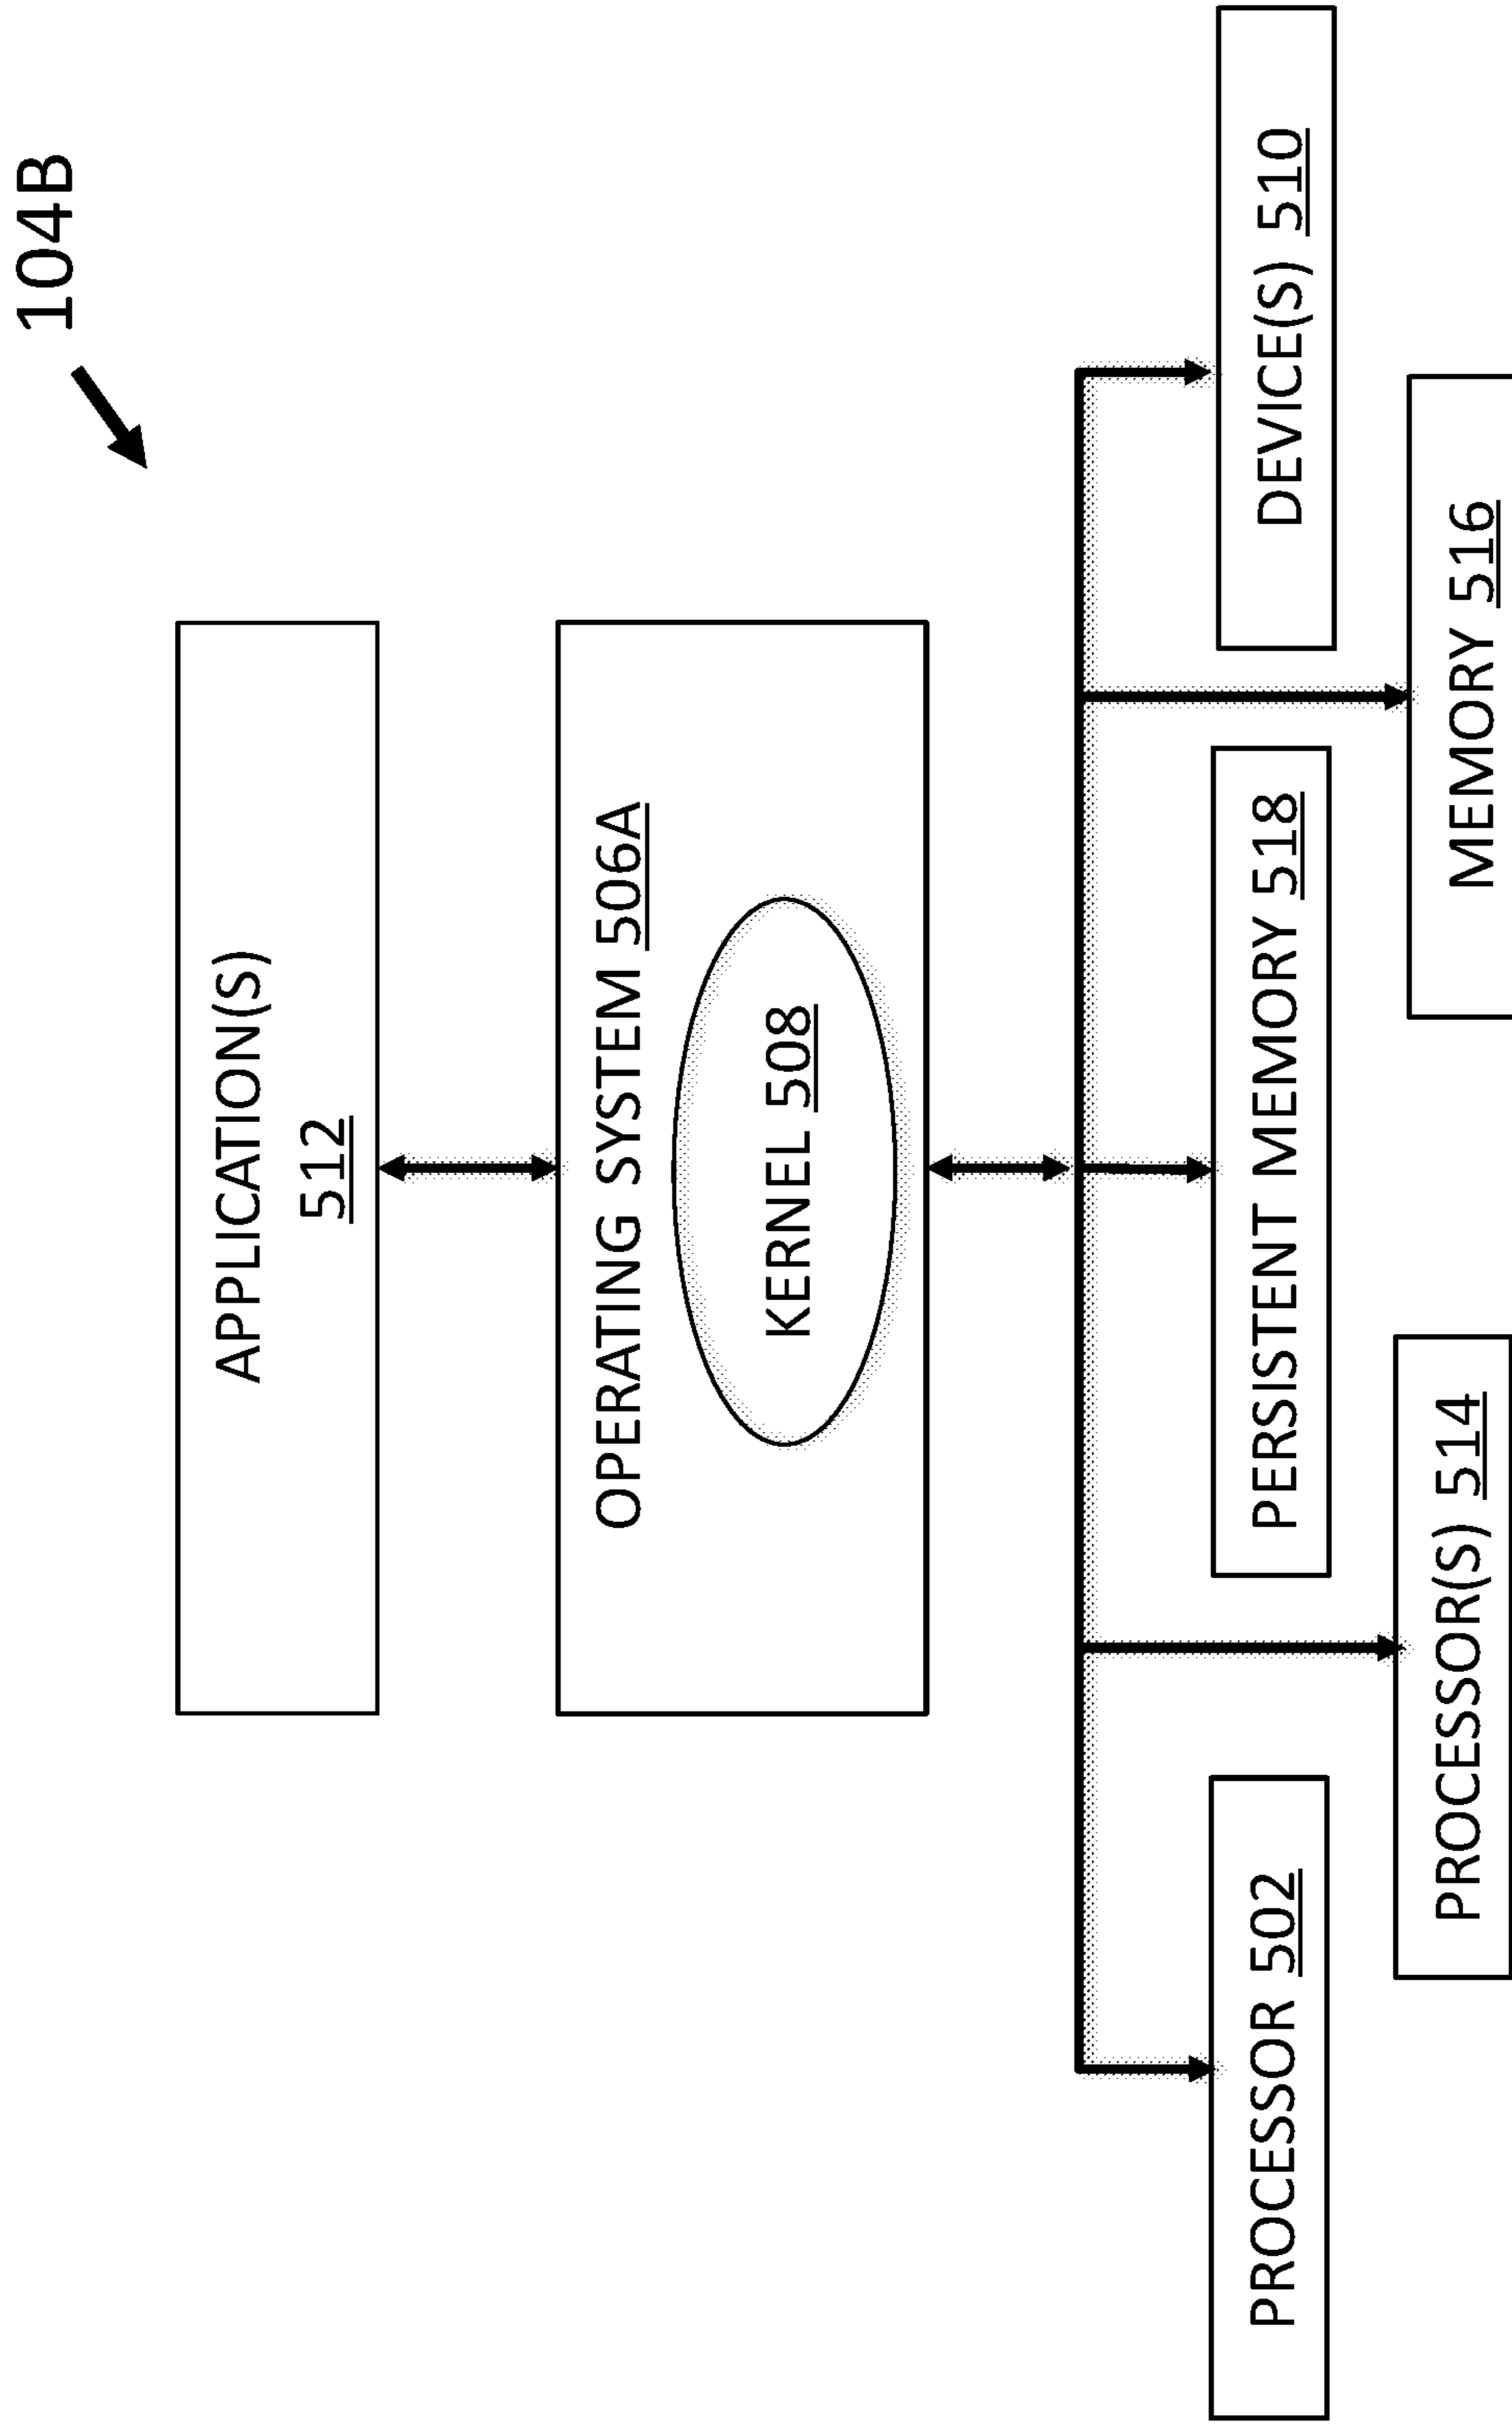 104B
APPLICATION(S)
512
OPERATING SYSTEM 506A
KERNEL 508
PROCESSOR 502
PERSISTENT MEMORY 518
DEVICE(S) 510
PROCESSOR(S) 514
MEMORY 516